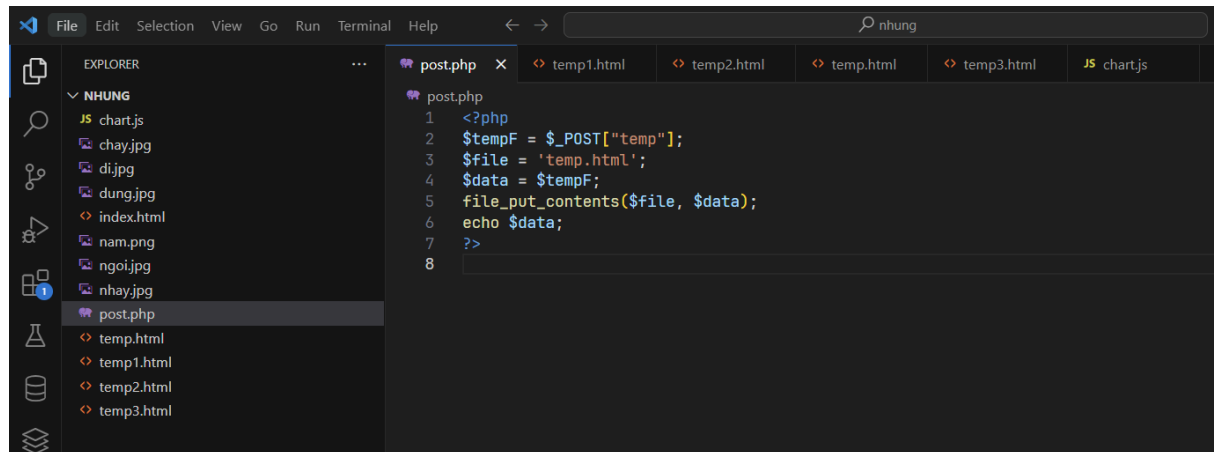 File Edit Selection View Go Run Terminal Help nhung
EXPLORER
NHUNG
JS chart.js
chay.jpg
di.jpg
dung.jpg
index.html
nam.png
ngoi.jpg
nhay.jpg
post.php
temp.html
temp1.html
temp2.html
temp3.html
1
post.php temp1.html temp2.html temp.html temp3.html JS chart.js
post.php
1 <?php
2 $tempF = $_POST["temp"];
3 $file = 'temp.html';
4 $data = $tempF;
5 file_put_contents($file, $data);
6 echo $data;
7 ?>
8